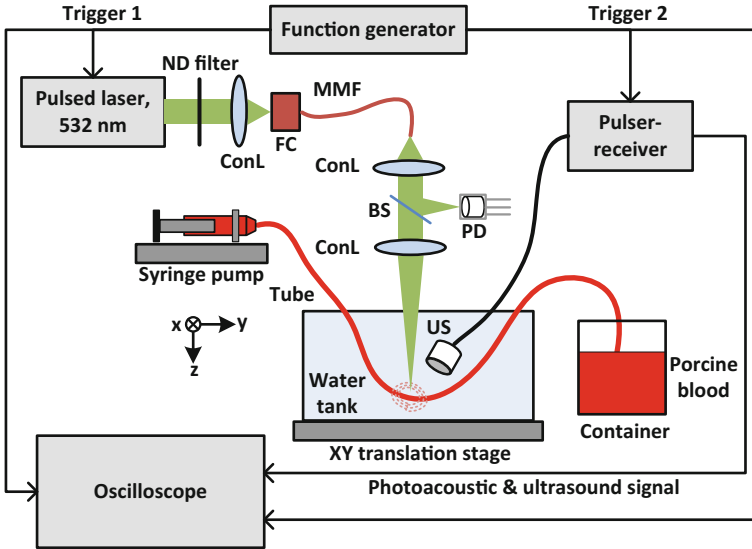 Trigger 1
Function generator
Trigger 2
ND filter
Pulsed laser,
532 nm
ConL
FC
MMF
Pulser-
receiver
ConL
BS
PD
ConL
Syringe pump
Tube
x
y
z
US
Water
tank
Porcine
blood
Container
XY translation stage
Oscilloscope
Photoacoustic & ultrasound signal